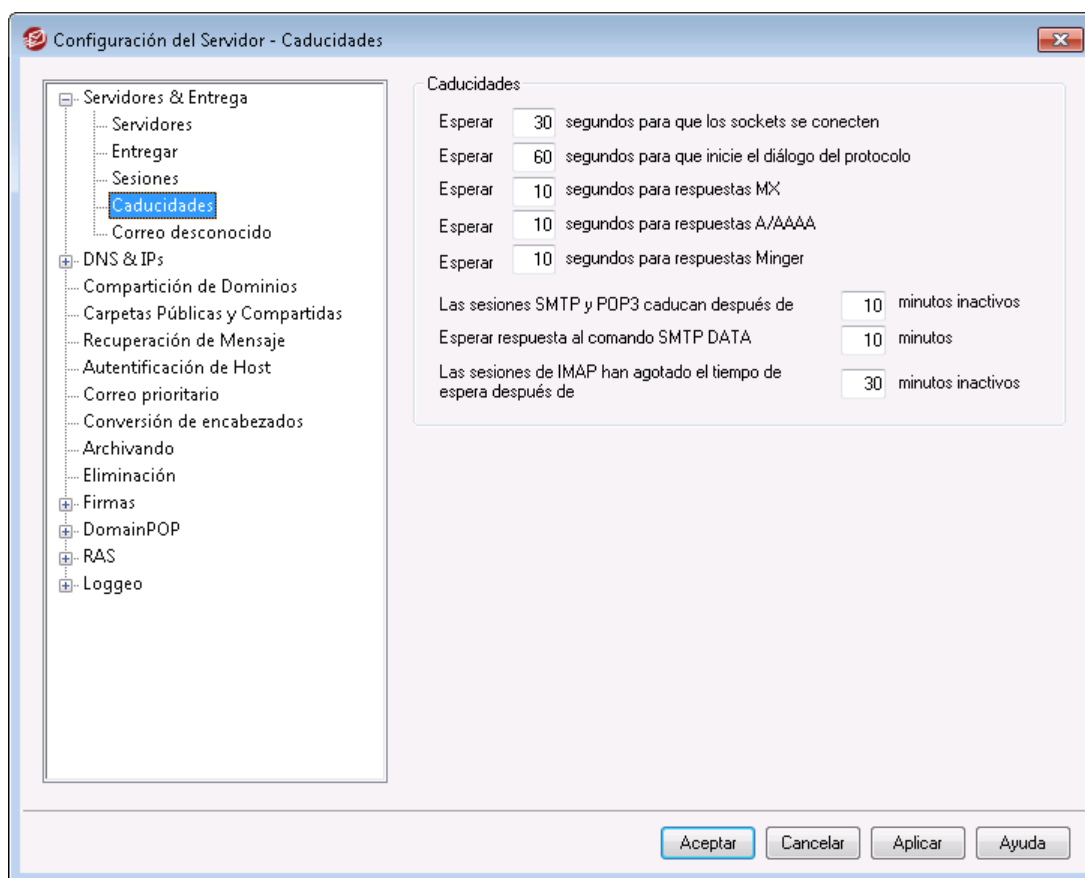 Configuración del Servidor - Caducidades
Servidores & Entrega
Servidores
Entregar
Sesiones
Caducidades
Correo desconocido
DNS & IPs
Compartición de Dominios
Carpetas Públicas y Compartidas
Recuperación de Mensaje
Autentificación de Host
Correo prioritario
Conversión de encabezados
Archivando
Eliminación
Firmas
DomainPOP
RAS
Loggeo
Caducidades
Esperar 30 segundos para que los sockets se conecten
Esperar 60 segundos para que inicie el diálogo del protocolo
Esperar 10 segundos para respuestas MX
Esperar 10 segundos para respuestas A/AAAA
Esperar 10 segundos para respuestas Minger
Las sesiones SMTP y POP3 caducan después de 10 minutos inactivos
Esperar respuesta al comando SMTP DATA 10 minutos
Las sesiones de IMAP han agotado el tiempo de
espera después de 30 minutos inactivos
Aceptar Cancelar Aplicar Ayuda